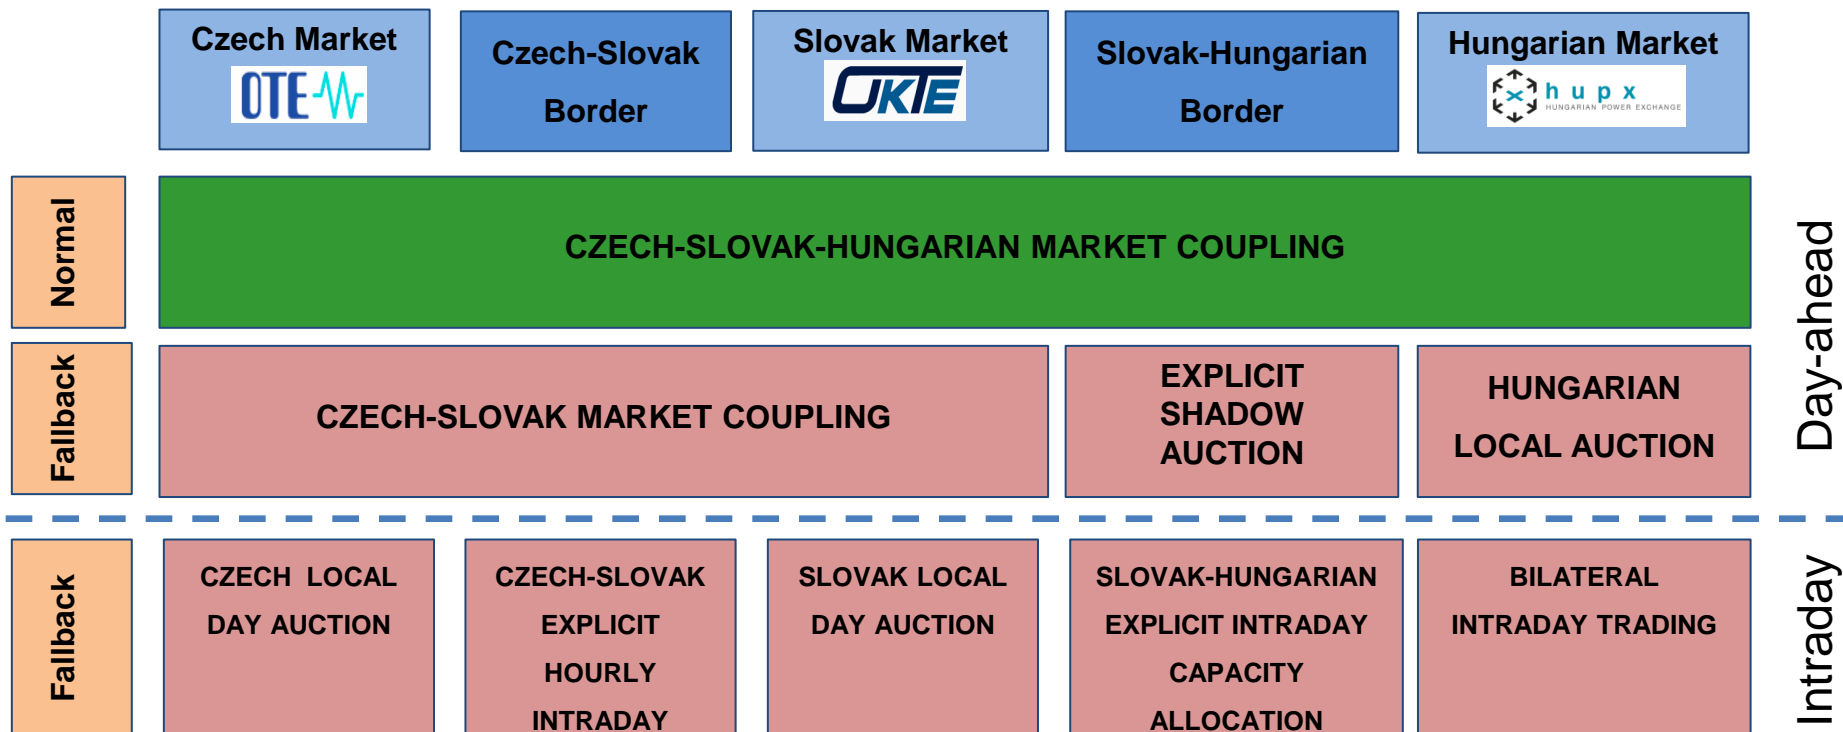 Czech Market
OTE
Czech-Slovak
Border
Slovak Market
OKTE
Slovak-Hungarian
Border
Hungarian Market
hupx
HUNGARIAN POWER EXCHANGE
Normal
CZECH-SLOVAK-HUNGARIAN MARKET COUPLING
Day-ahead
Fallback
CZECH-SLOVAK MARKET COUPLING
EXPLICIT
SHADOW
AUCTION
HUNGARIAN
LOCAL AUCTION
Fallback
CZECH LOCAL
DAY AUCTION
CZECH-SLOVAK
EXPLICIT
HOURLY
INTRADAY
SLOVAK LOCAL
DAY AUCTION
SLOVAK-HUNGARIAN
EXPLICIT INTRADAY
CAPACITY
ALLOCATION
BILATERAL
INTRADAY TRADING
Intraday